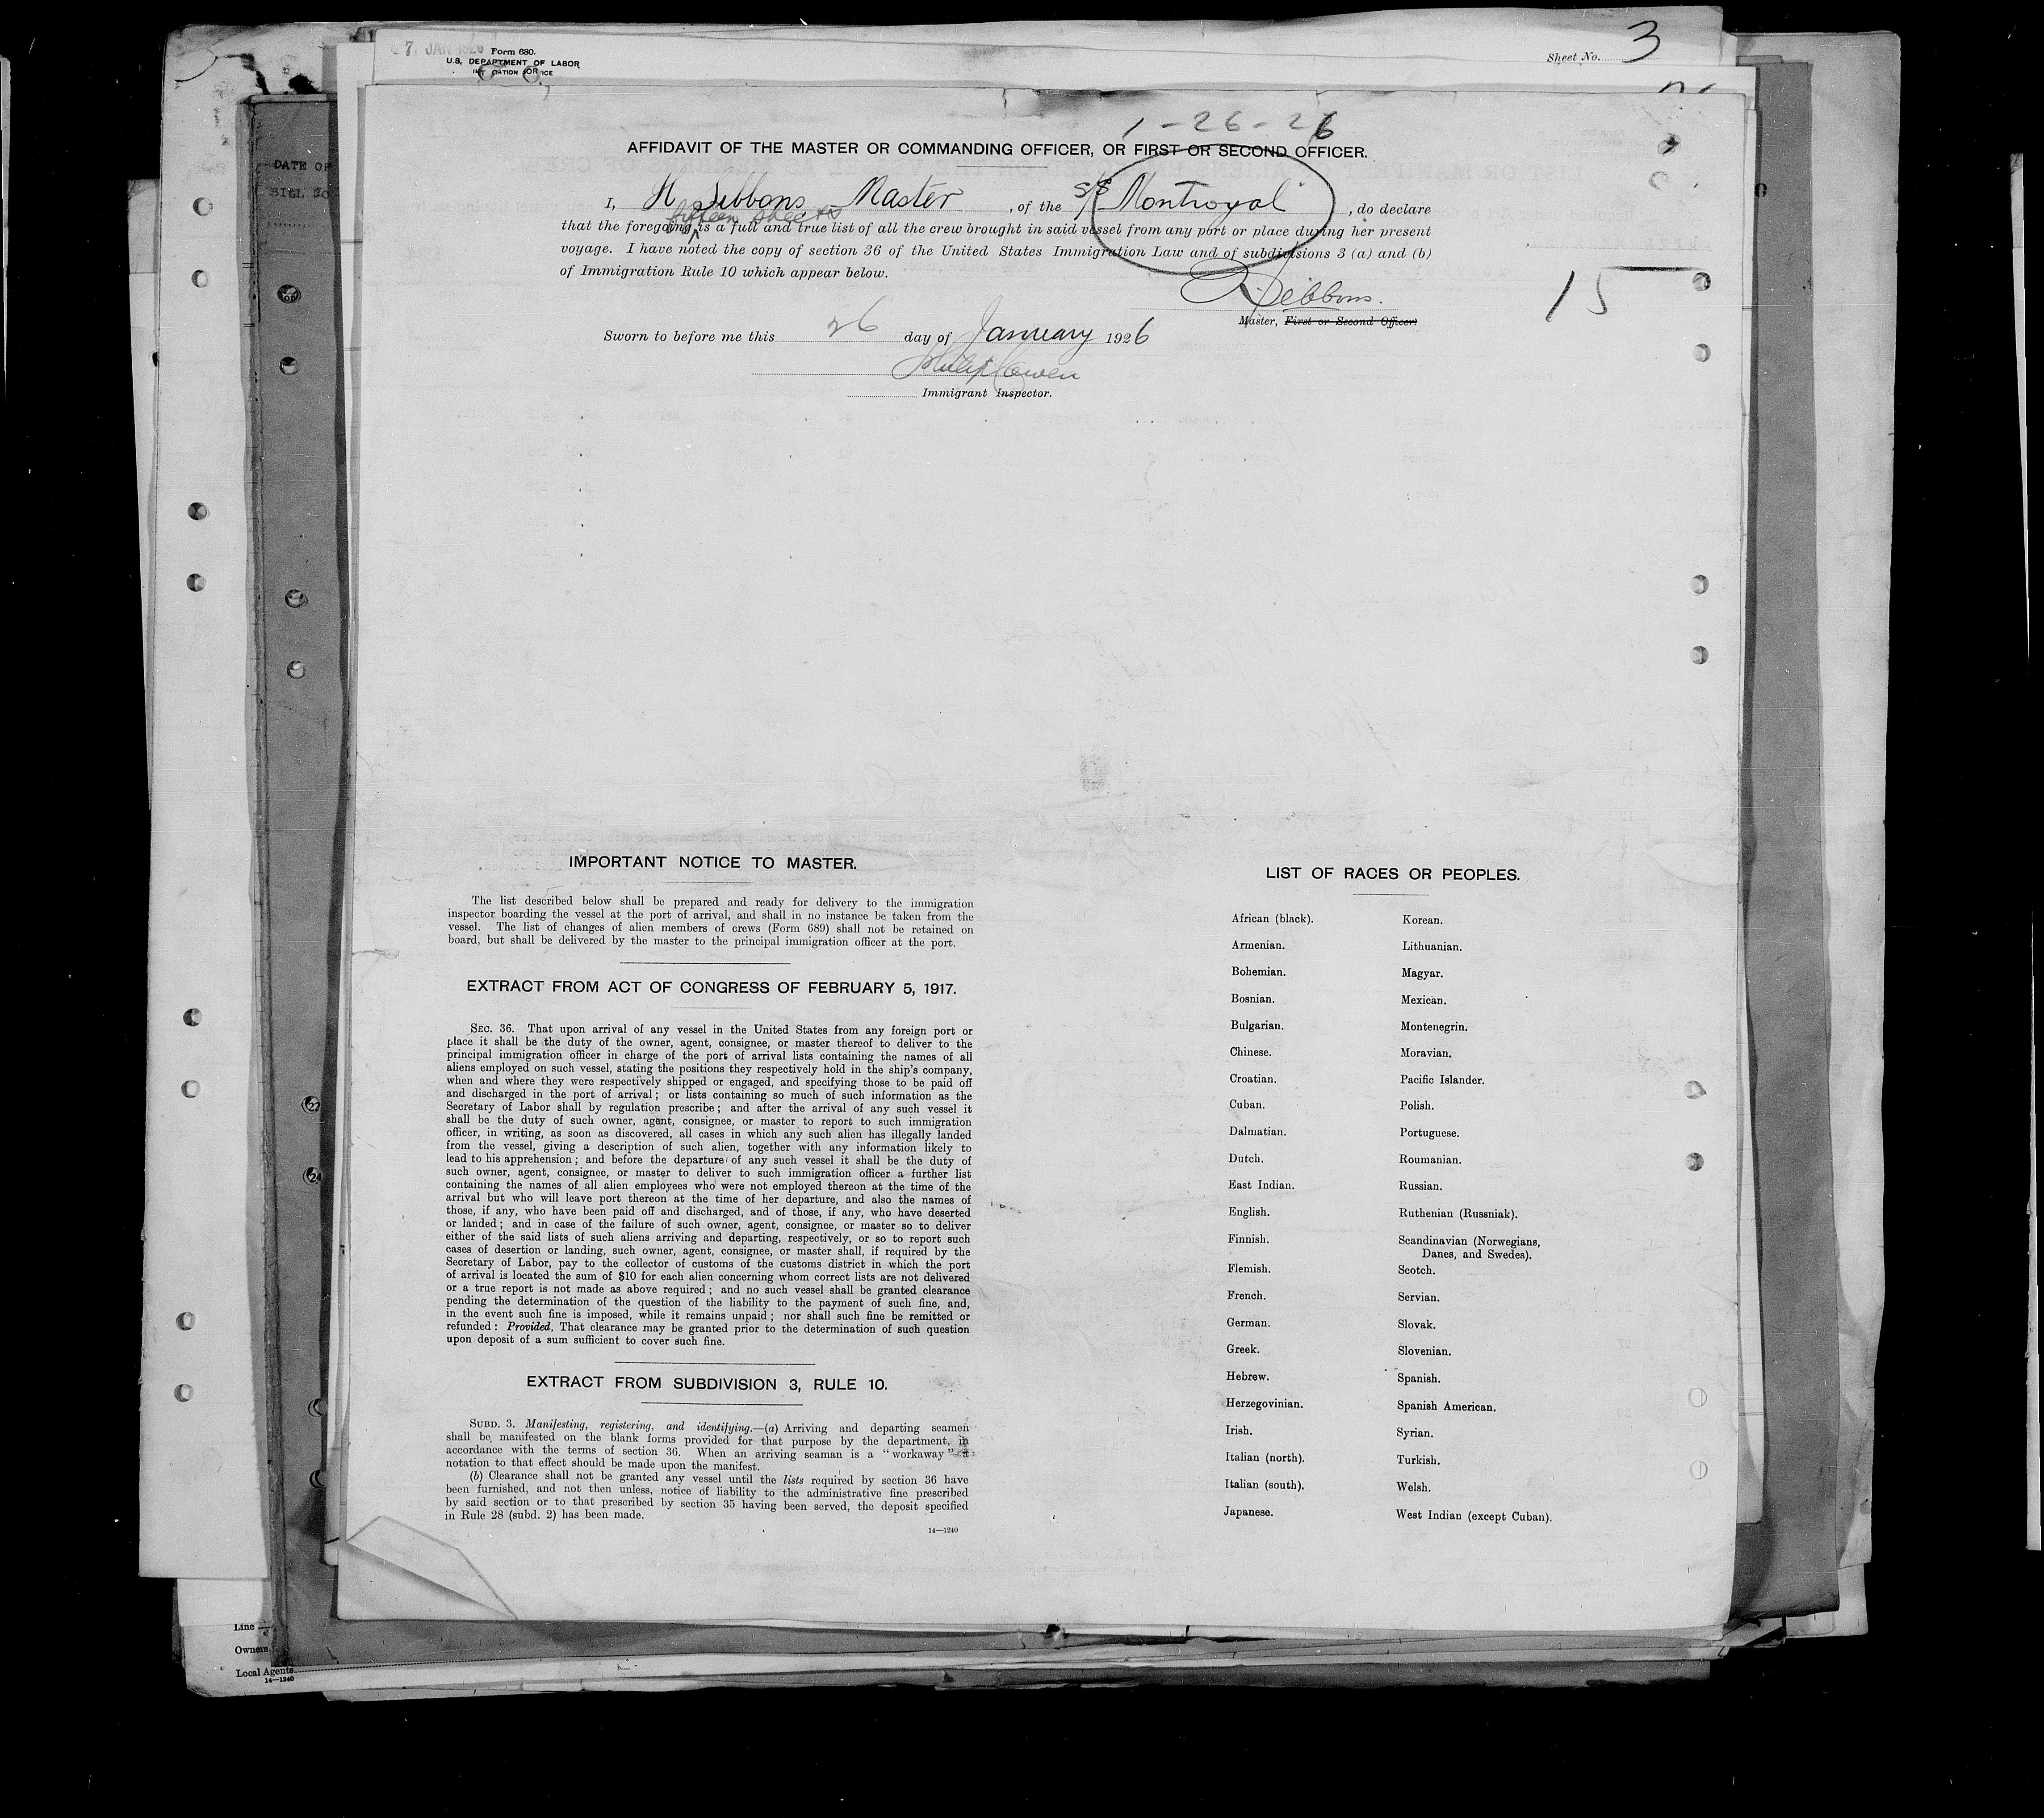 7 JAN 192
Form 680.
U.S. DEPARTMENT OF LABOR
Sheet No. 3
DATE OF
BILL NO
1-26-26
AFFIDAVIT OF THE MASTER OR COMMANDING OFFICER, OR FIRST OR SECOND OFFICER.
I, H Gibbons Master, of the S/S "Montroyal", do declare
fifteen sheets
that the foregoing is a full and true list of all the crew brought in said vessel from any port or place during her present
voyage. I have noted the copy of section 36 of the United States Immigration Law and of subdivisions 3 (a) and (b)
of Immigration Rule 10 which appear below.
Gibbons.
15
Master, First or Second Officer.
Sworn to before me this 26 day of January 1926
Philip Cowen
Immigrant Inspector.
IMPORTANT NOTICE TO MASTER.
The list described below shall be prepared and ready for delivery to the immigration
inspector boarding the vessel at the port of arrival, and shall in no instance be taken from the
vessel. The list of changes of alien members of crews (Form 689) shall not be retained on
board, but shall be delivered by the master to the principal immigration officer at the port.
EXTRACT FROM ACT OF CONGRESS OF FEBRUARY 5, 1917.
SEC. 36. That upon arrival of any vessel in the United States from any foreign port or
place it shall be the duty of the owner, agent, consignee, or master thereof to deliver to the
principal immigration officer in charge of the port of arrival lists containing the names of all
aliens employed on such vessel, stating the positions they respectively hold in the ship's company,
when and where they were respectively shipped or engaged, and specifying those to be paid off
and discharged in the port of arrival; or lists containing so much of such information as the
Secretary of Labor shall by regulation prescribe; and after the arrival of any such vessel it
shall be the duty of such owner, agent, consignee, or master to report to such immigration
officer, in writing, as soon as discovered, all cases in which any such alien has illegally landed
from the vessel, giving a description of such alien, together with any information likely to
lead to his apprehension; and before the departure of any such vessel it shall be the duty of
such owner, agent, consignee, or master to deliver to such immigration officer a further list
containing the names of all alien employees who were not employed thereon at the time of the
arrival but who will leave port thereon at the time of her departure, and also the names of
those, if any, who have been paid off and discharged, and of those, if any, who have deserted
or landed; and in case of the failure of such owner, agent, consignee, or master so to deliver
either of the said lists of such aliens arriving and departing, respectively, or so to report such
cases of desertion or landing, such owner, agent, consignee, or master shall, if required by the
Secretary of Labor, pay to the collector of customs of the customs district in which the port
of arrival is located the sum of $10 for each alien concerning whom correct lists are not delivered
or a true report is not made as above required; and no such vessel shall be granted clearance
pending the determination of the question of the liability to the payment of such fine, and,
in the event such fine is imposed, while it remains unpaid; nor shall such fine be remitted or
refunded: Provided, That clearance may be granted prior to the determination of such question
upon deposit of a sum sufficient to cover such fine.
EXTRACT FROM SUBDIVISION 3, RULE 10.
SUBD. 3. Manifesting, registering, and identifying.—(a) Arriving and departing seamen
shall be manifested on the blank forms provided for that purpose by the department, in
accordance with the terms of section 36. When an arriving seaman is a "workaway" a
notation to that effect should be made upon the manifest.
(b) Clearance shall not be granted any vessel until the lists required by section 36 have
been furnished, and not then unless, notice of liability to the administrative fine prescribed
by said section or to that prescribed by section 35 having been served, the deposit specified
in Rule 28 (subd. 2) has been made.
14—1240
LIST OF RACES OR PEOPLES.
African (black).
Armenian.
Bohemian.
Bosnian.
Bulgarian.
Chinese.
Croatian.
Cuban.
Dalmatian.
Dutch.
East Indian.
English.
Finnish.
Flemish.
French.
German.
Greek.
Hebrew.
Herzegovinian.
Irish.
Italian (north).
Italian (south).
Japanese.
Korean.
Lithuanian.
Magyar.
Mexican.
Montenegrin.
Moravian.
Pacific Islander.
Polish.
Portuguese.
Roumanian.
Russian.
Ruthenian (Russniak).
Scandinavian (Norwegians,
Danes, and Swedes).
Scotch.
Servian.
Slovak.
Slovenian.
Spanish.
Spanish American.
Syrian.
Turkish.
Welsh.
West Indian (except Cuban).
Line
Owners
Local Agents
14—1240